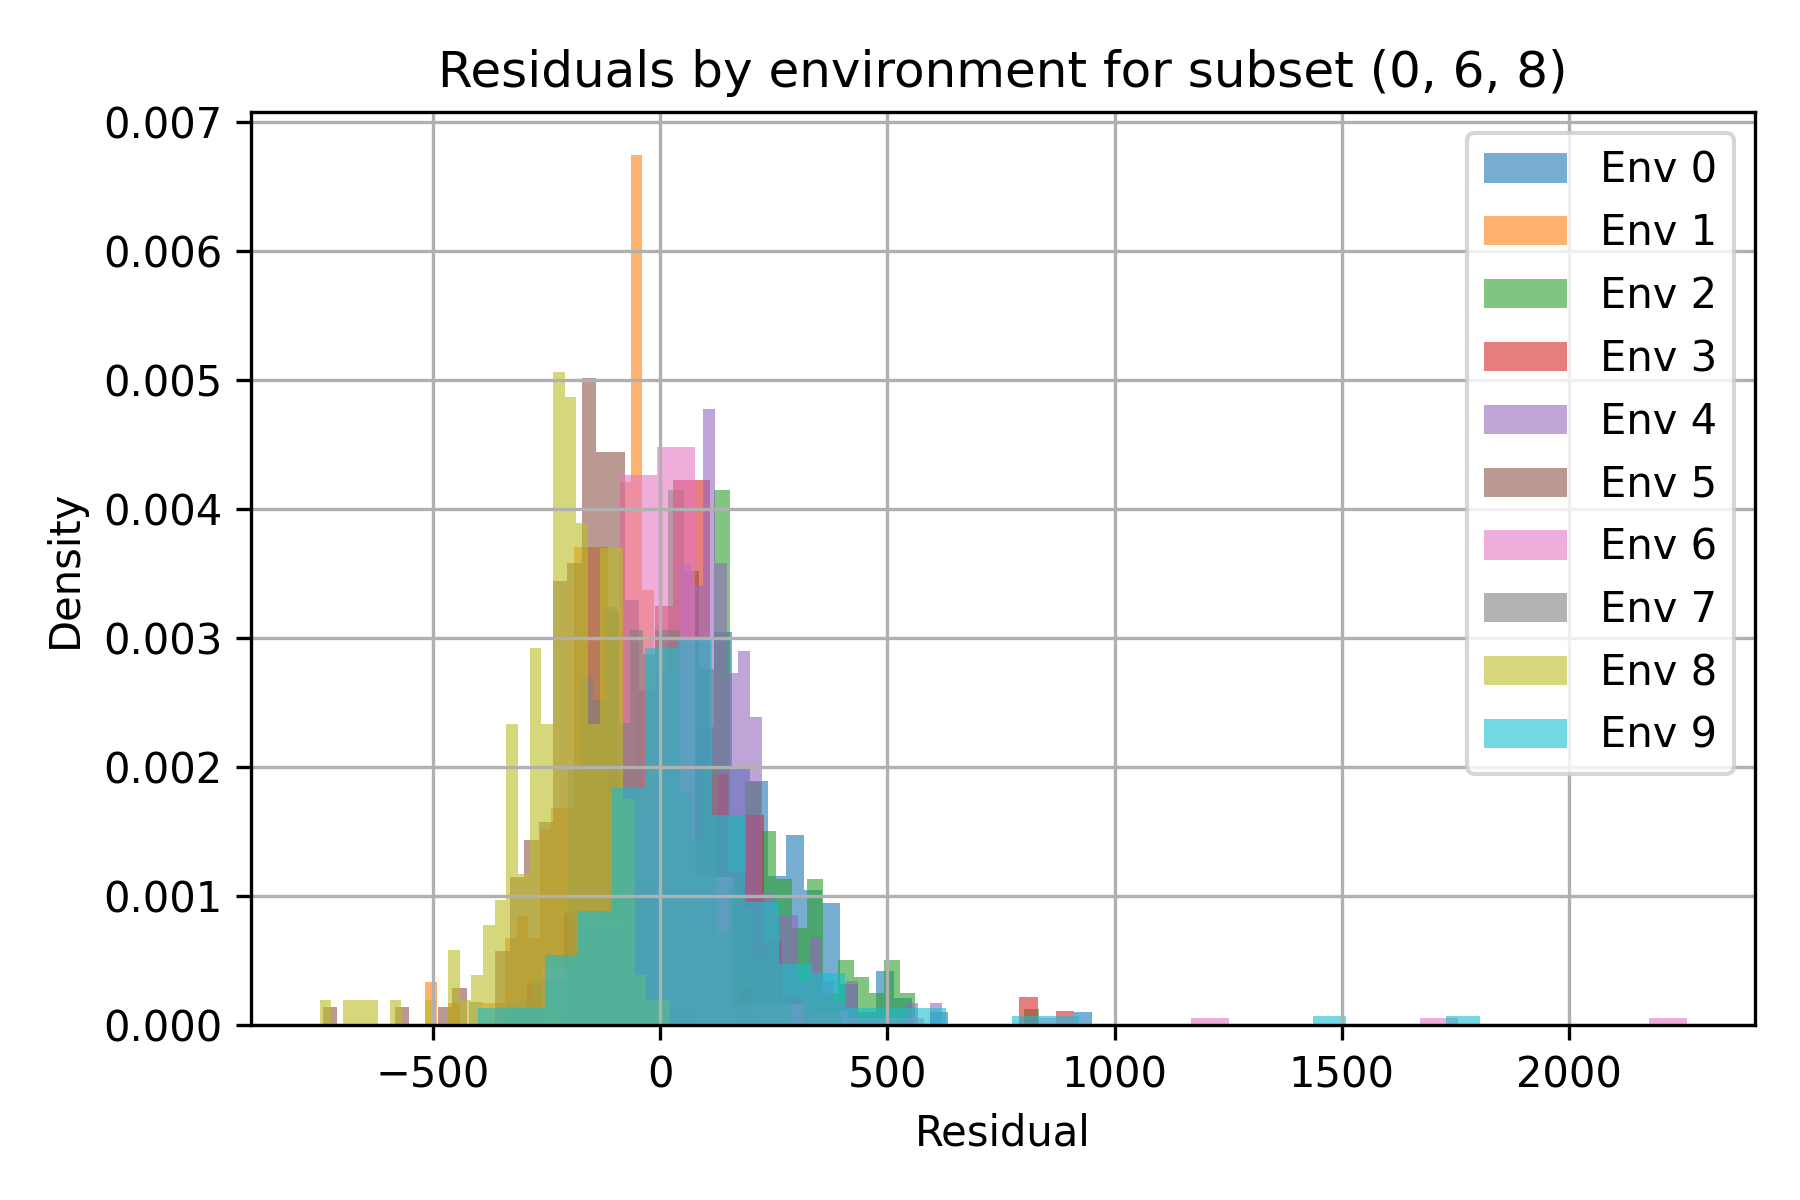 Residuals by environment for subset (0, 6, 8)
0.007
0.006
0.005
0.004
0.003
0.002
0.001
0.000
Density
−500
0
500
1000
1500
2000
Residual
Env 0
Env 1
Env 2
Env 3
Env 4
Env 5
Env 6
Env 7
Env 8
Env 9